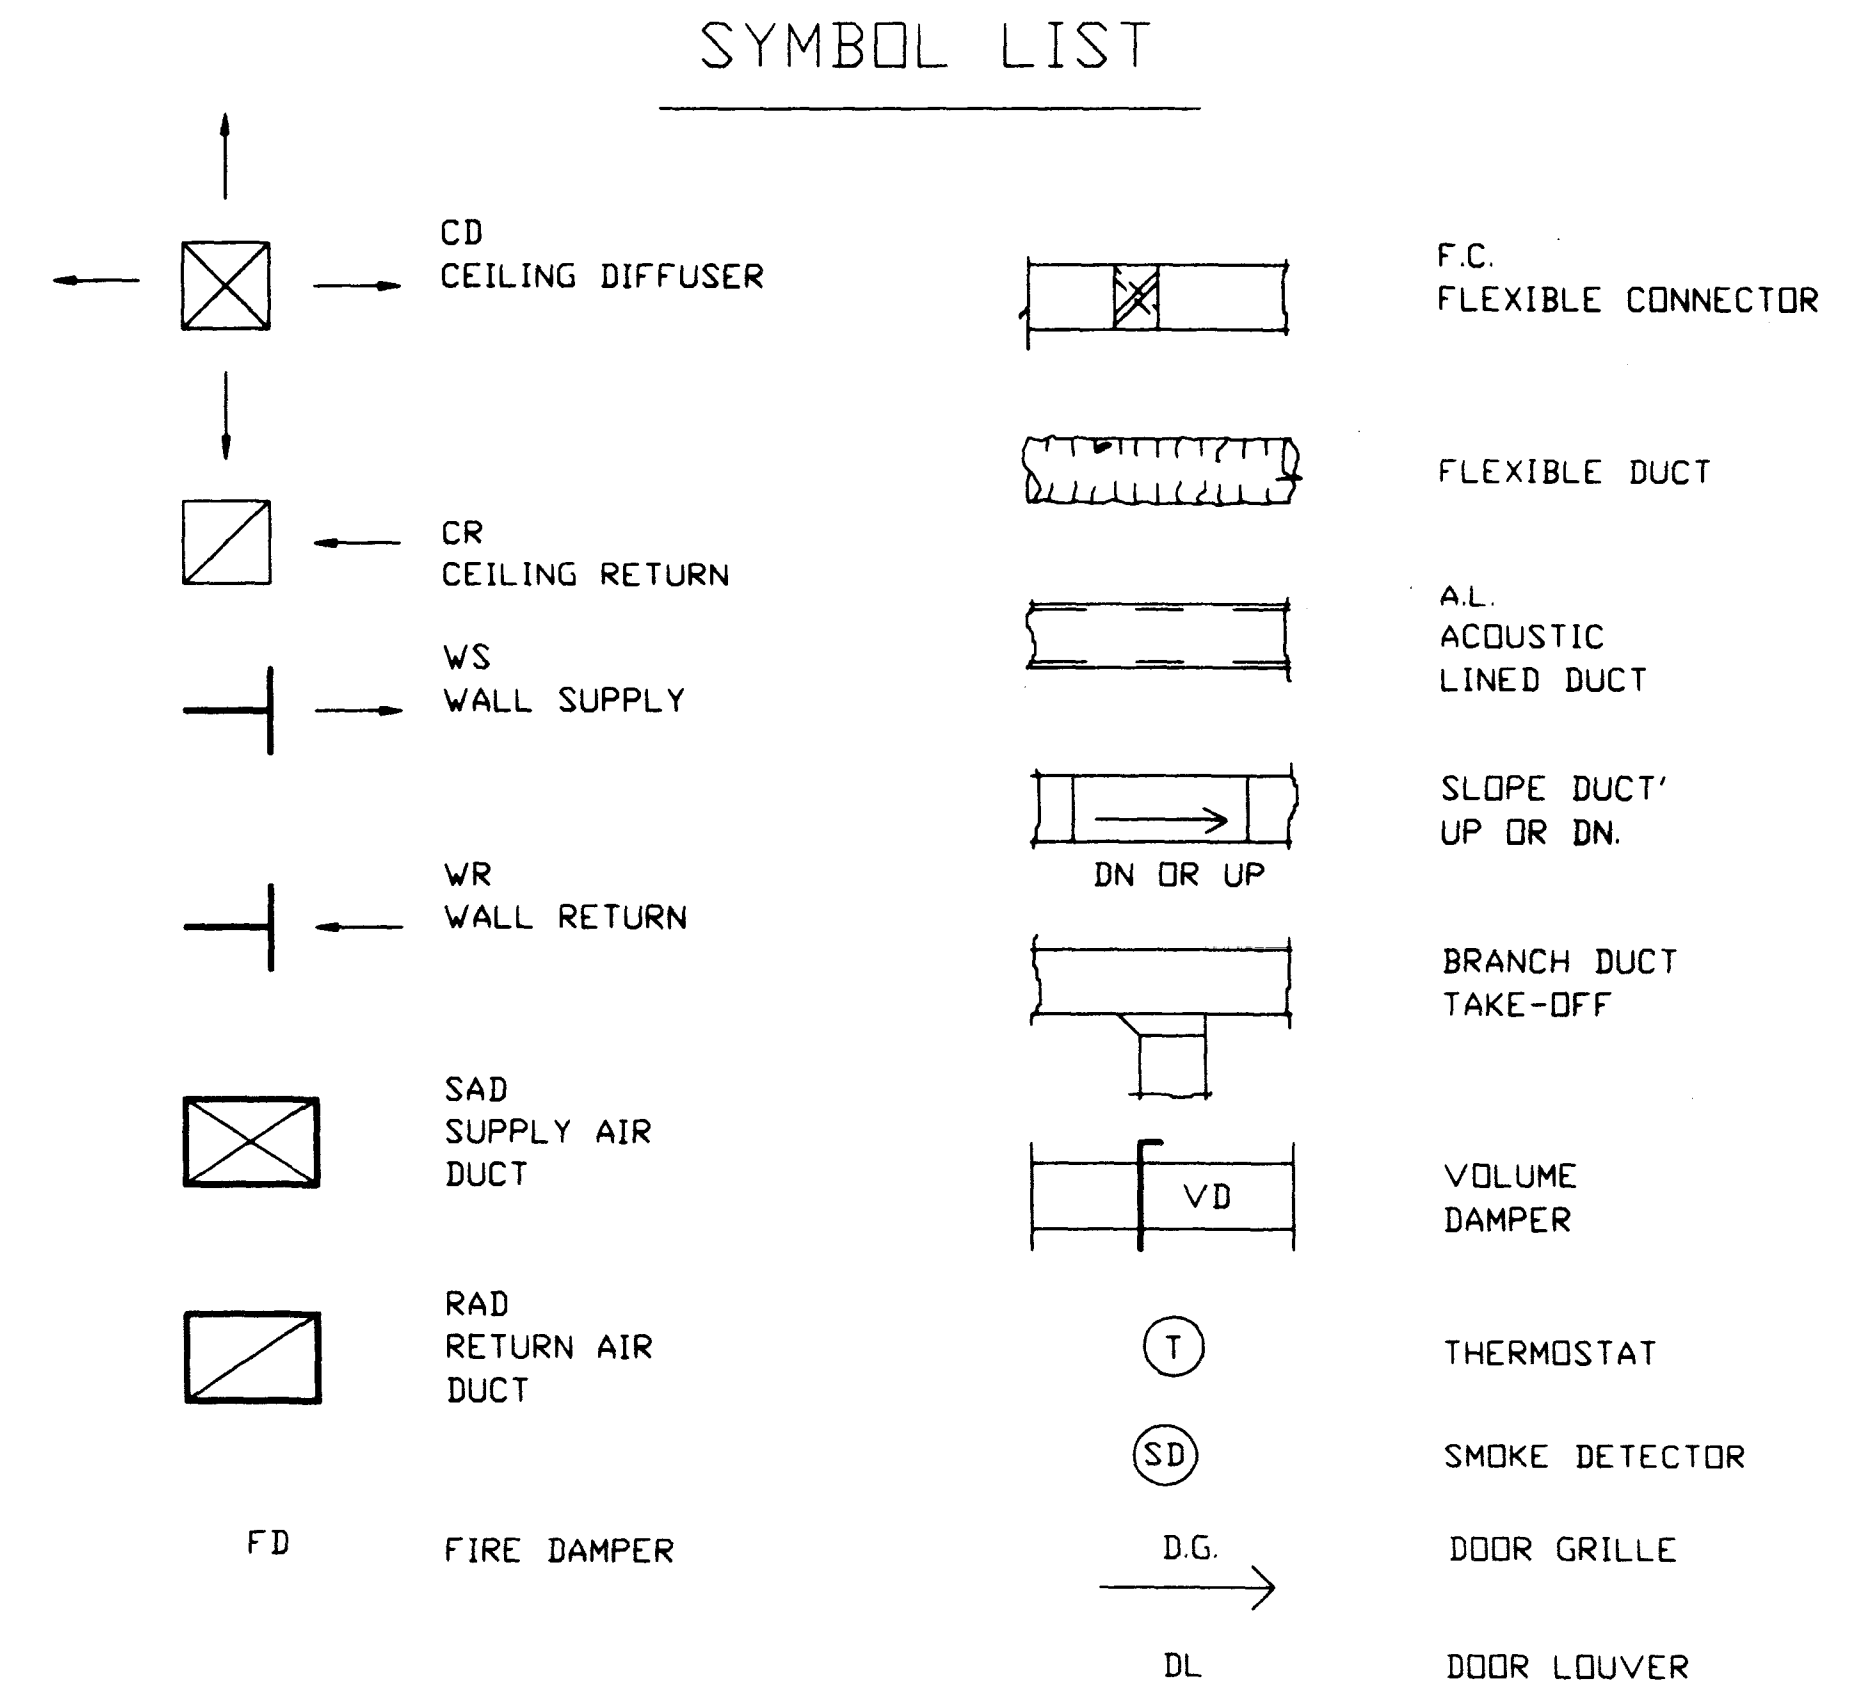 SYMBOL LIST
CD
CEILING DIFFUSER
CR
CEILING RETURN
WS
WALL SUPPLY
WR
WALL RETURN
SAD
SUPPLY AIR
DUCT
RAD
RETURN AIR
DUCT
FD
FIRE DAMPER
F.C.
FLEXIBLE CONNECTOR
FLEXIBLE DUCT
A.L.
ACOUSTIC
LINED DUCT
SLOPE DUCT'
UP OR DN.
DN OR UP
BRANCH DUCT
TAKE-OFF
VD
VOLUME
DAMPER
T
THERMOSTAT
SD
SMOKE DETECTOR
D.G.
DOOR GRILLE
DL
DOOR LOUVER